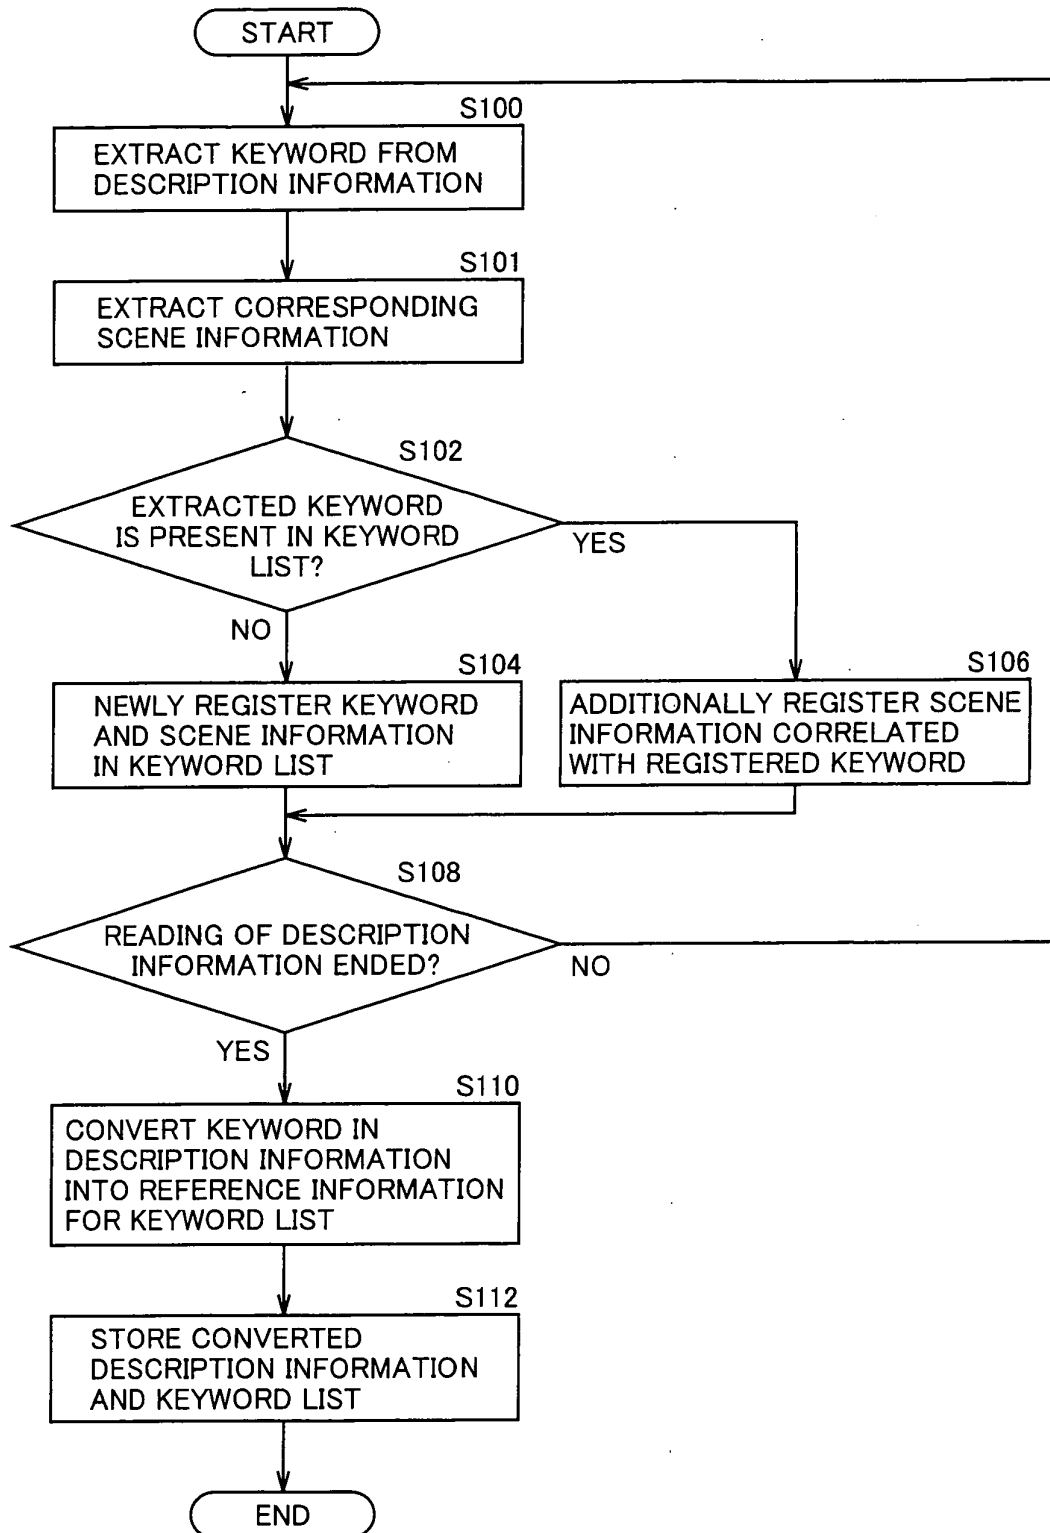 START
S100
EXTRACT KEYWORD FROM
DESCRIPTION INFORMATION
S101
EXTRACT CORRESPONDING
SCENE INFORMATION
S102
EXTRACTED KEYWORD
IS PRESENT IN KEYWORD
LIST?
YES
NO
S104
NEWLY REGISTER KEYWORD
AND SCENE INFORMATION
IN KEYWORD LIST
S106
ADDITIONALLY REGISTER SCENE
INFORMATION CORRELATED
WITH REGISTERED KEYWORD
S108
READING OF DESCRIPTION
INFORMATION ENDED?
NO
YES
S110
CONVERT KEYWORD IN
DESCRIPTION INFORMATION
INTO REFERENCE INFORMATION
FOR KEYWORD LIST
S112
STORE CONVERTED
DESCRIPTION INFORMATION
AND KEYWORD LIST
END